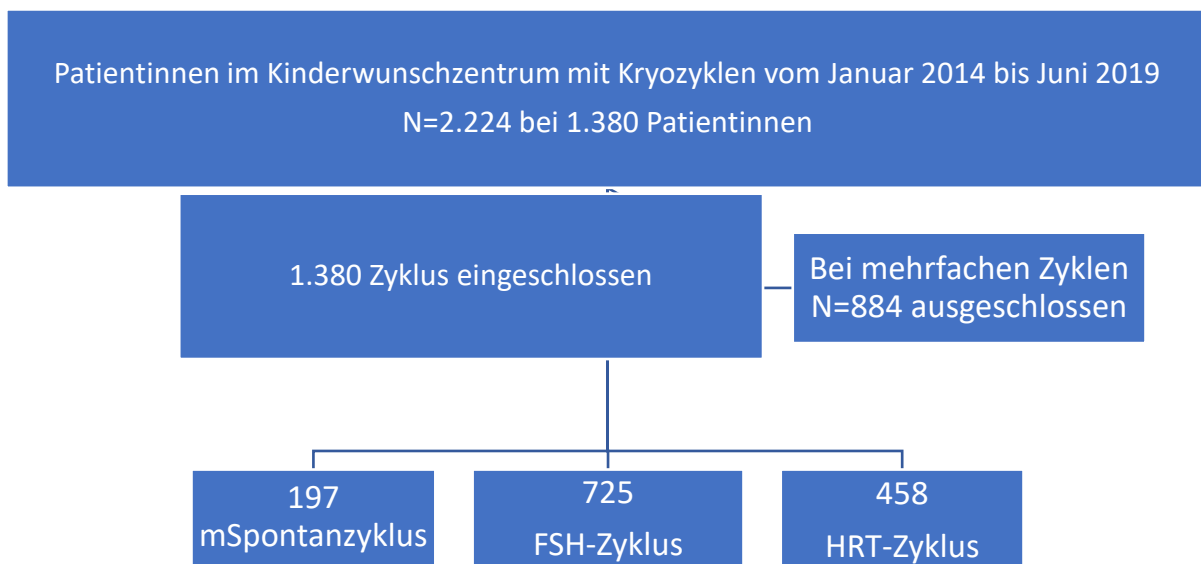 Patientinnen im Kinderwunschzentrum mit Kryozyklen vom Januar 2014 bis Juni 2019
N=2.224 bei 1.380 Patientinnen
1.380 Zyklus eingeschlossen
Bei mehrfachen Zyklen
N=884 ausgeschlossen
197
mSpontanzyklus
725
FSH-Zyklus
458
HRT-Zyklus